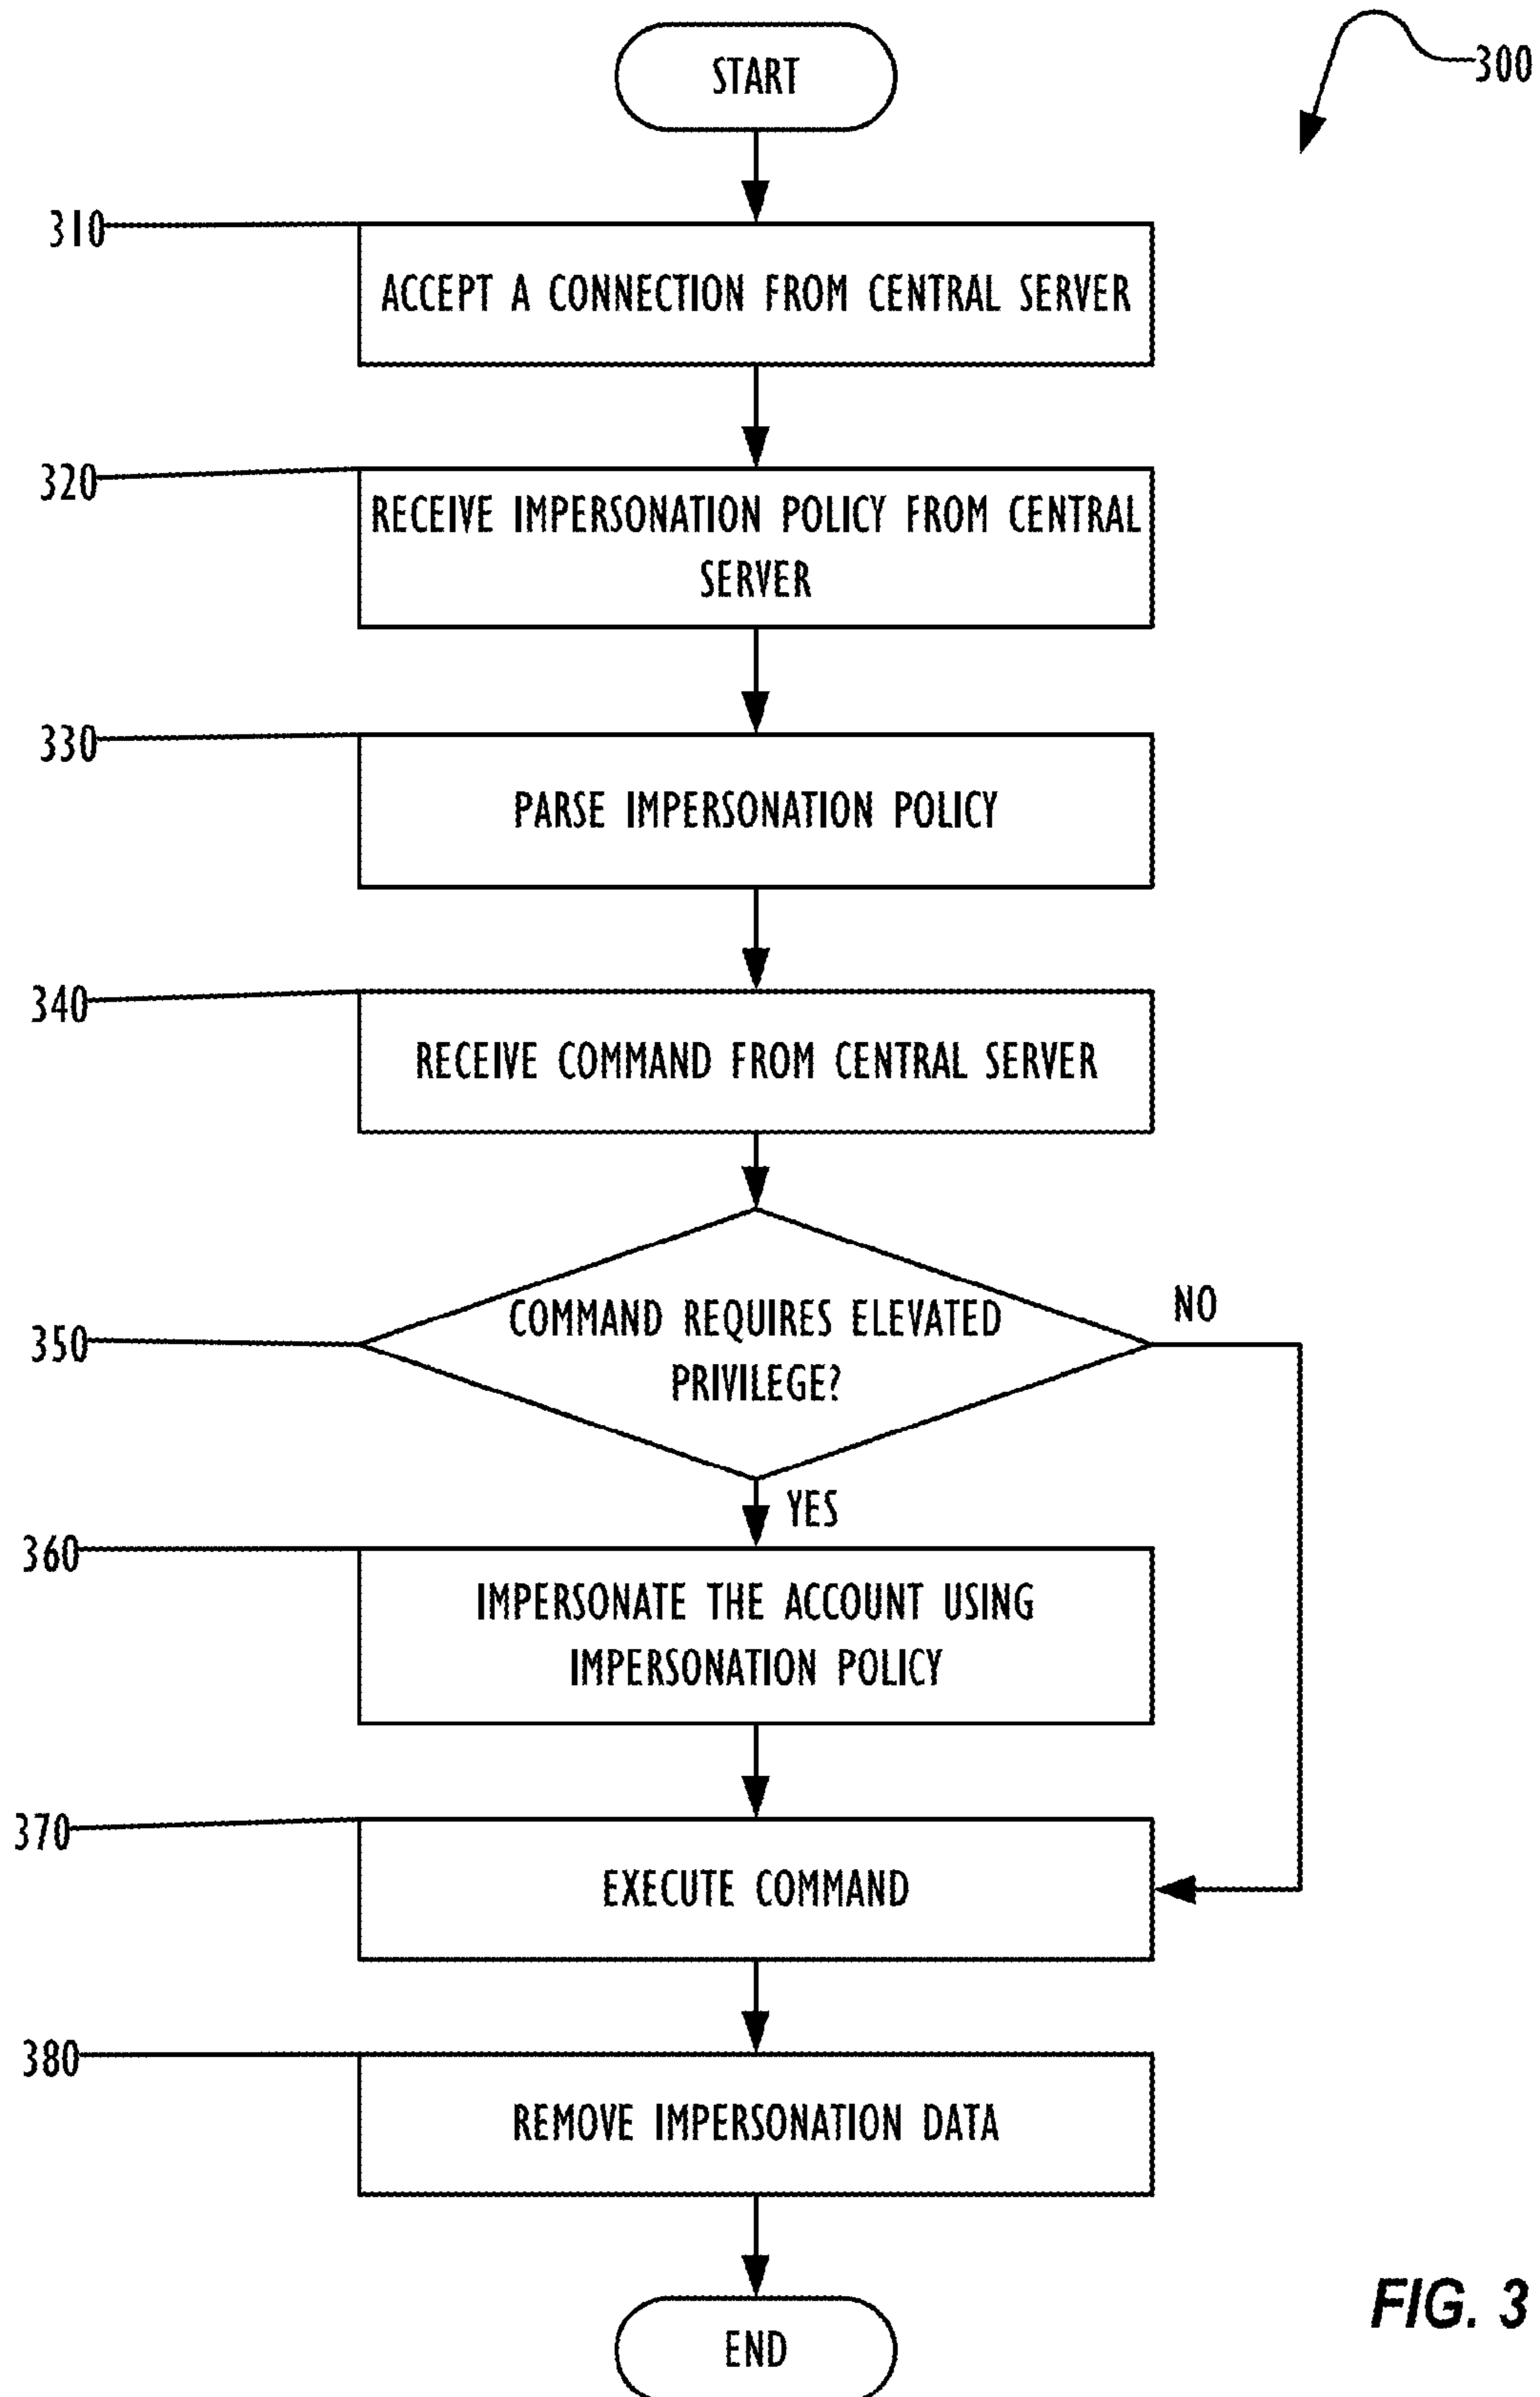 START
300
310
ACCEPT A CONNECTION FROM CENTRAL SERVER
320
RECEIVE IMPERSONATION POLICY FROM CENTRAL
SERVER
330
PARSE IMPERSONATION POLICY
340
RECEIVE COMMAND FROM CENTRAL SERVER
350
COMMAND REQUIRES ELEVATED
PRIVILEGE?
NO
YES
360
IMPERSONATE THE ACCOUNT USING
IMPERSONATION POLICY
370
EXECUTE COMMAND
380
REMOVE IMPERSONATION DATA
END
FIG. 3